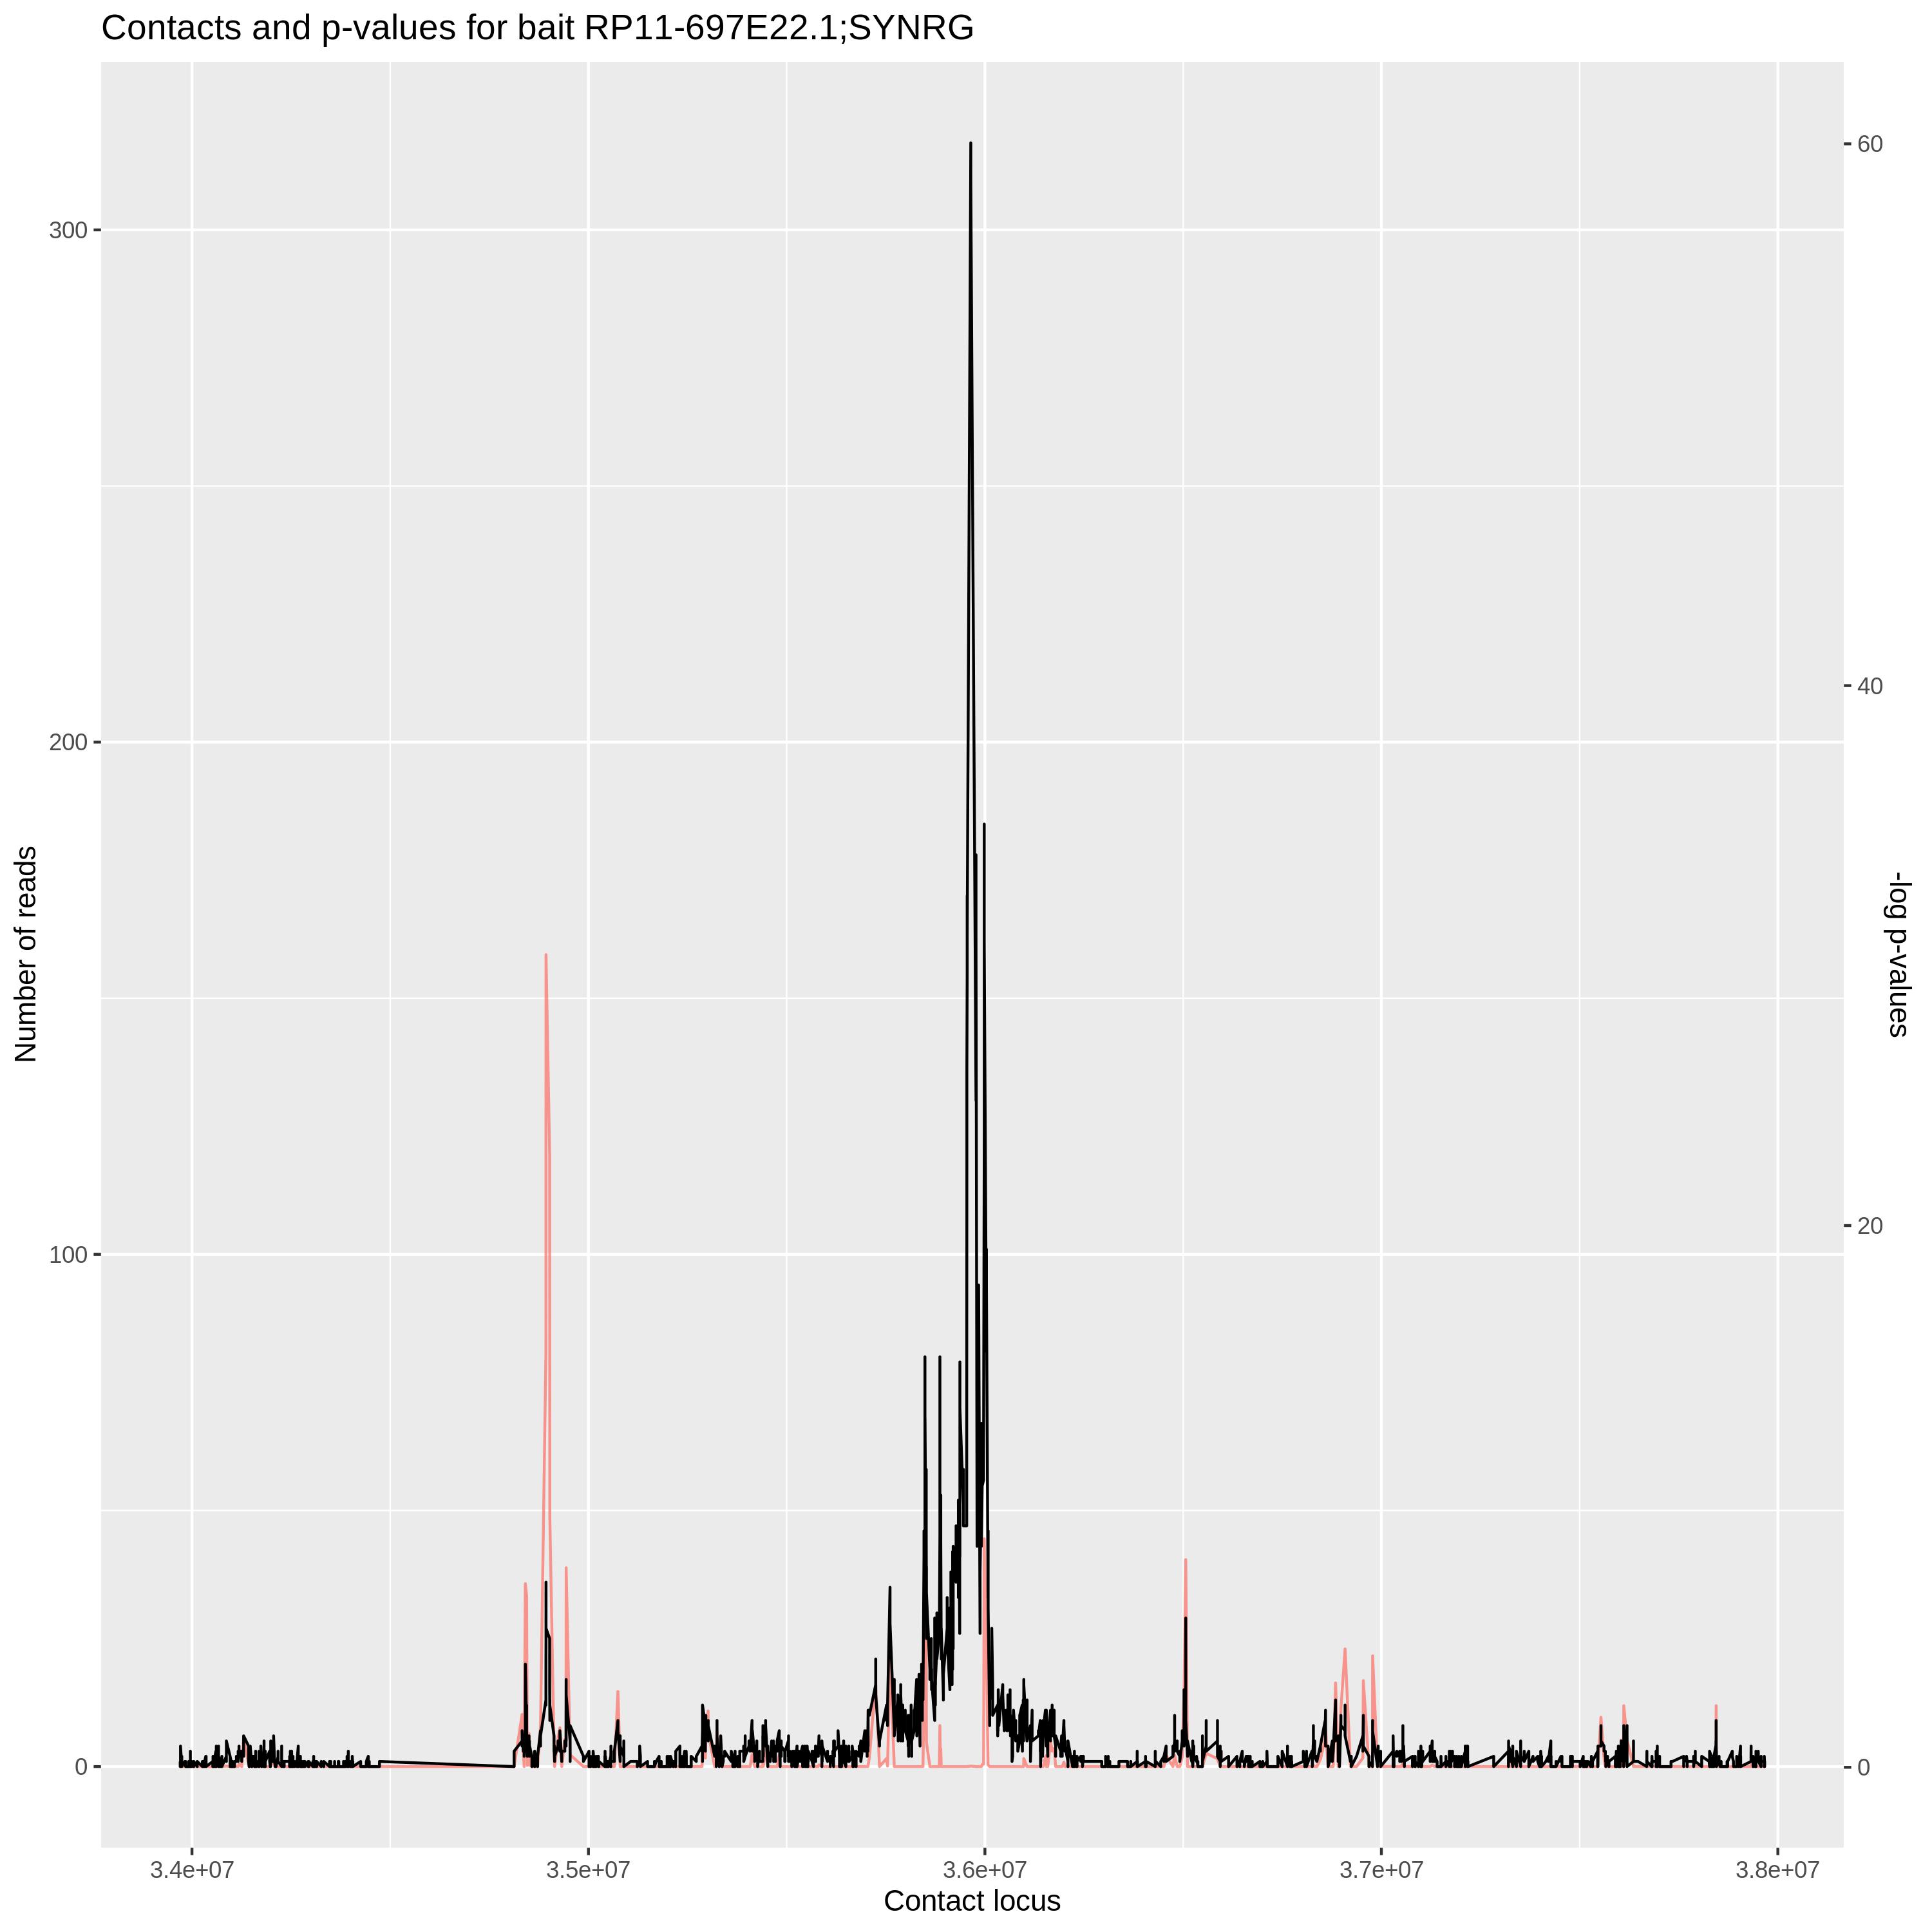 Contacts and p-values for bait RP11-697E22.1;SYNRG
Number of reads
300
200
100
0
60
40
20
0
-log p-values
3.4e+07
3.5e+07
3.6e+07
3.7e+07
3.8e+07
Contact locus